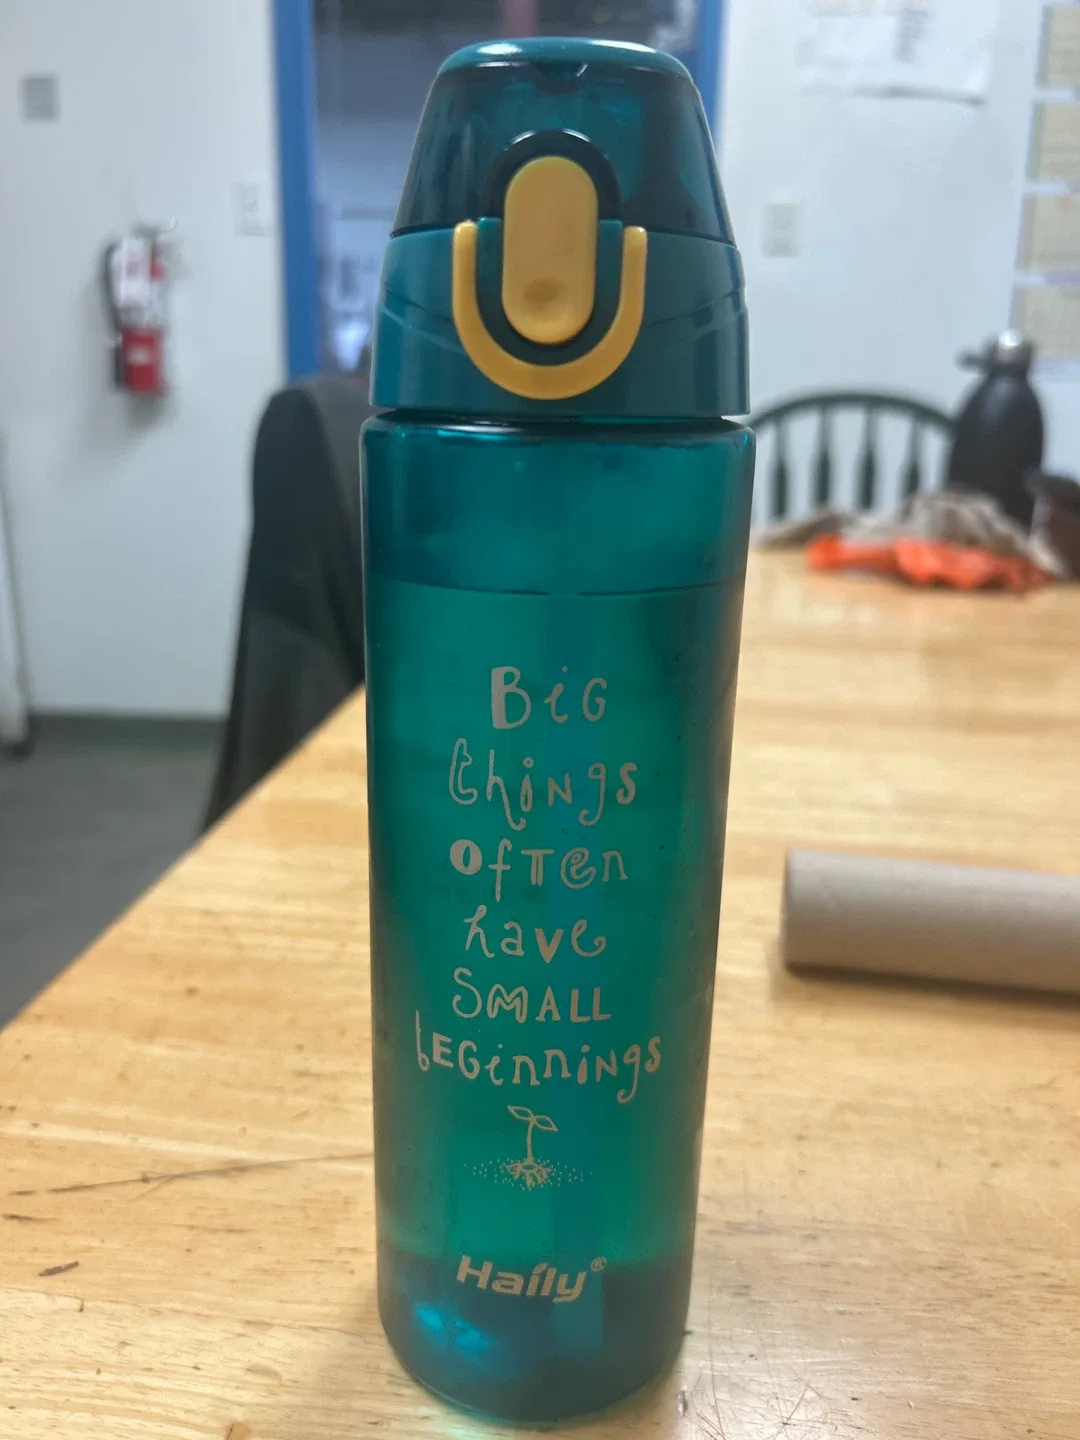 Big
things
often
have
SMALL
bEGinniNgs
Haily®